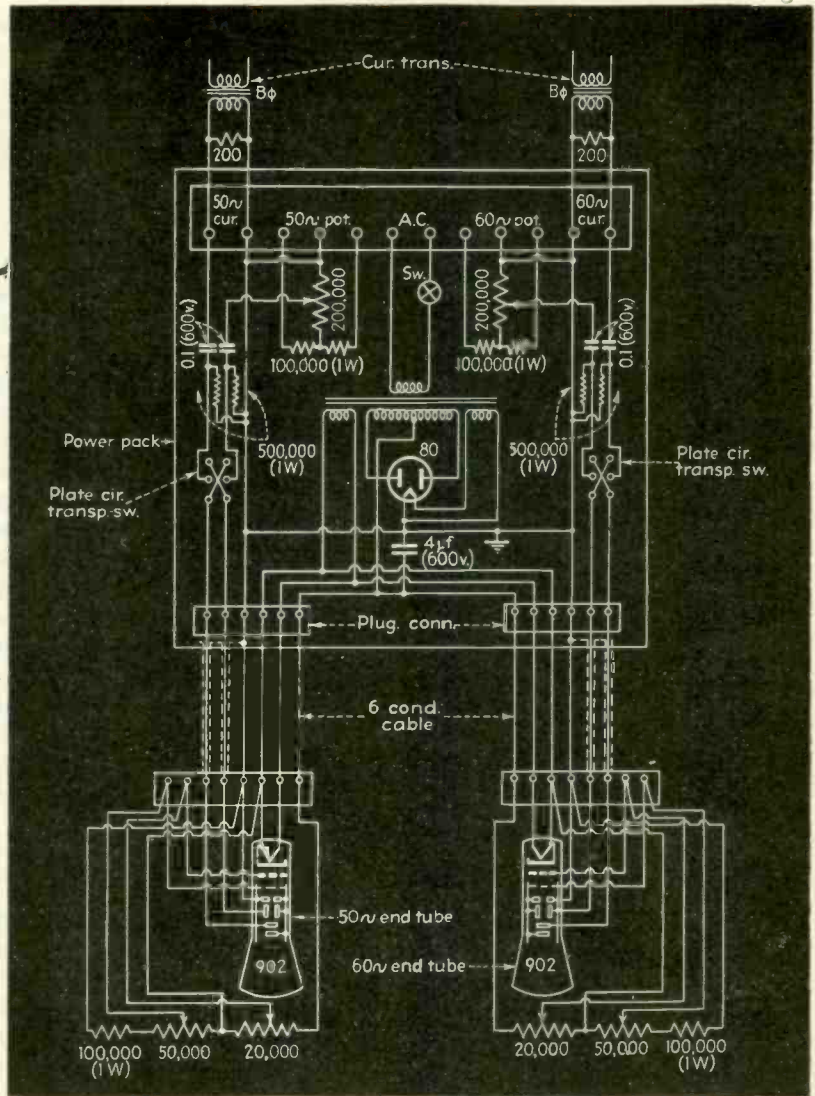 Cur. trans.
Bφ
Bφ
200
200
50~ cur.
50~ pot.
A.C.
60~ pot.
60~ cur.
Sw.
200,000
200,000
0.1 (600v.)
0.1 (600v.)
100,000 (1W)
100,000 (1W)
Power pack
500,000
(1W)
80
500,000
(1W)
Plate cir.
transp. sw.
Plate cir.
transp. sw.
4μf
(600v.)
Plug. conn.
6 cond.
cable
50~ end tube
60~ end tube
902
902
100,000
(1W)
50,000
20,000
20,000
50,000
100,000
(1W)